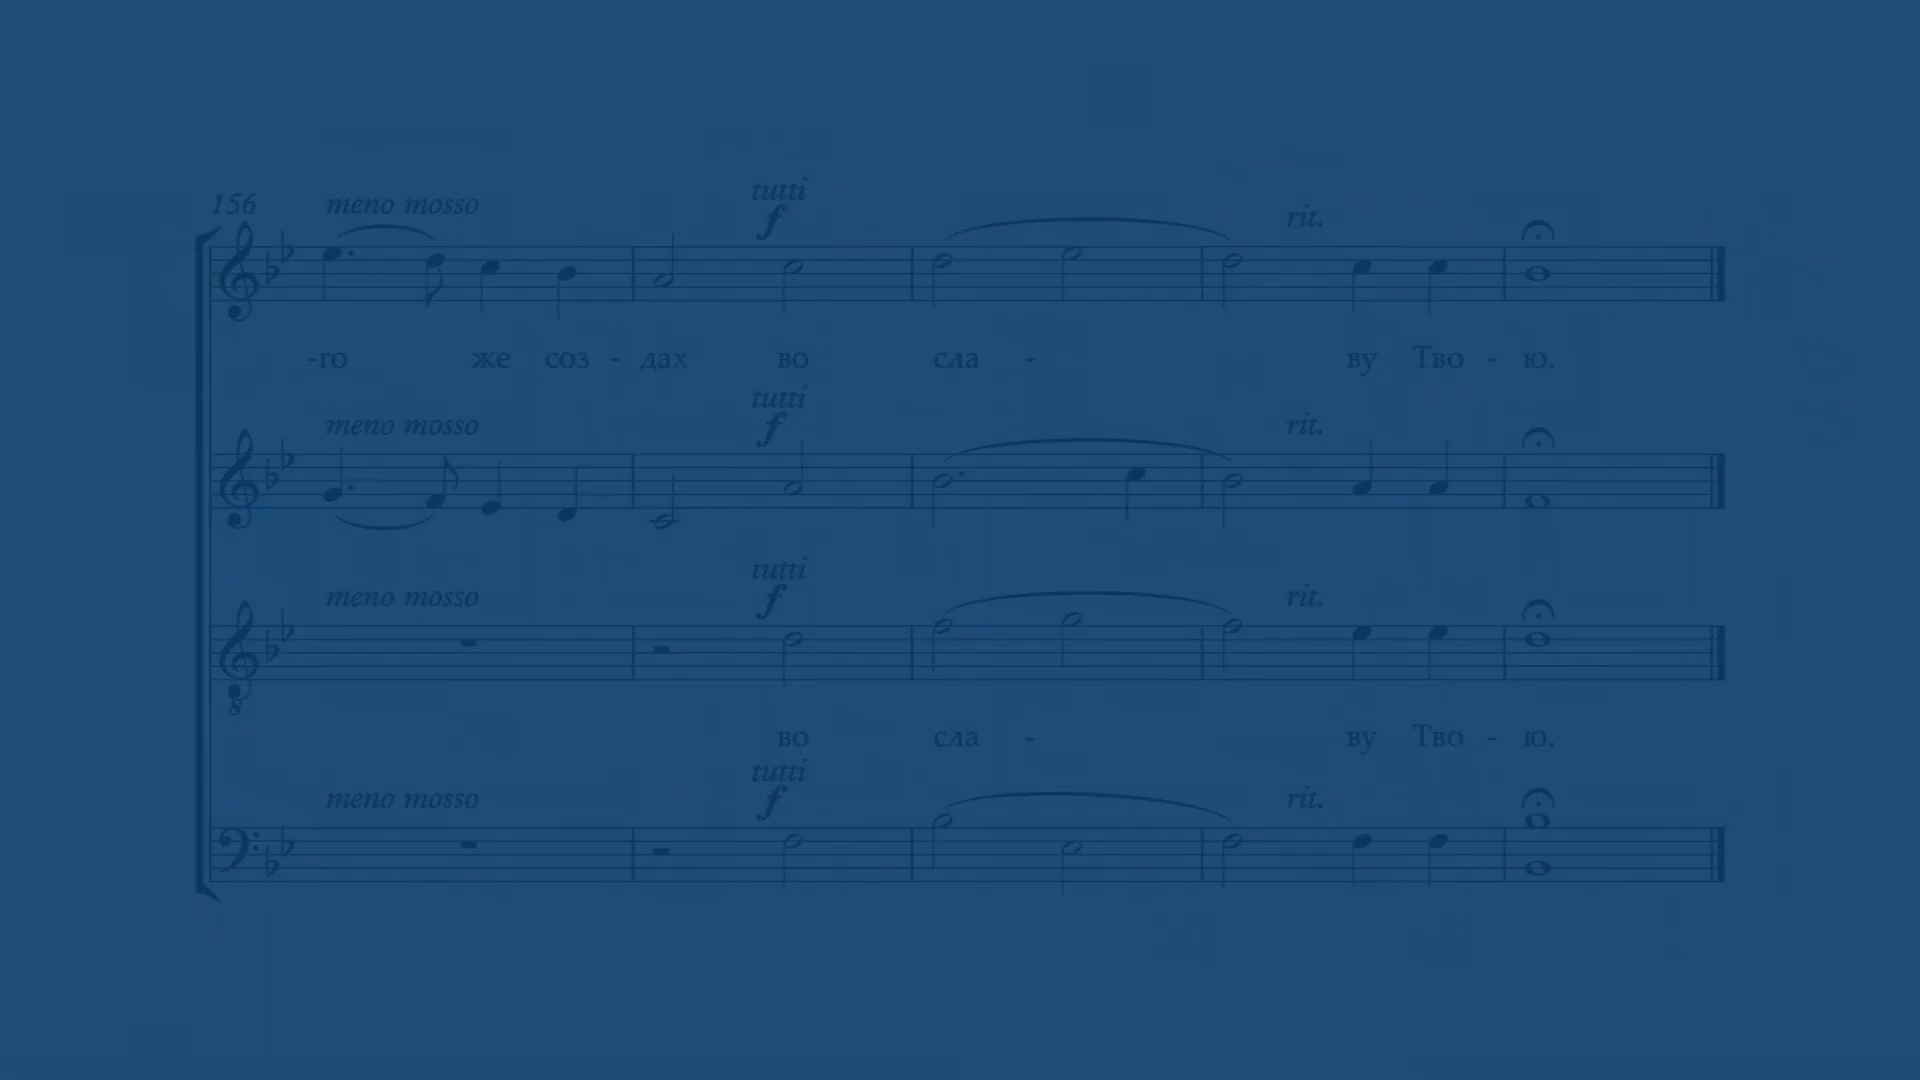 156 meno mosso tutti
f rit.
-го же соз - дах во сла - ву Тво - ю.
tutti
meno mosso f rit.
tutti
meno mosso f rit.
8
во сла - ву Тво - ю.
tutti
meno mosso f rit.